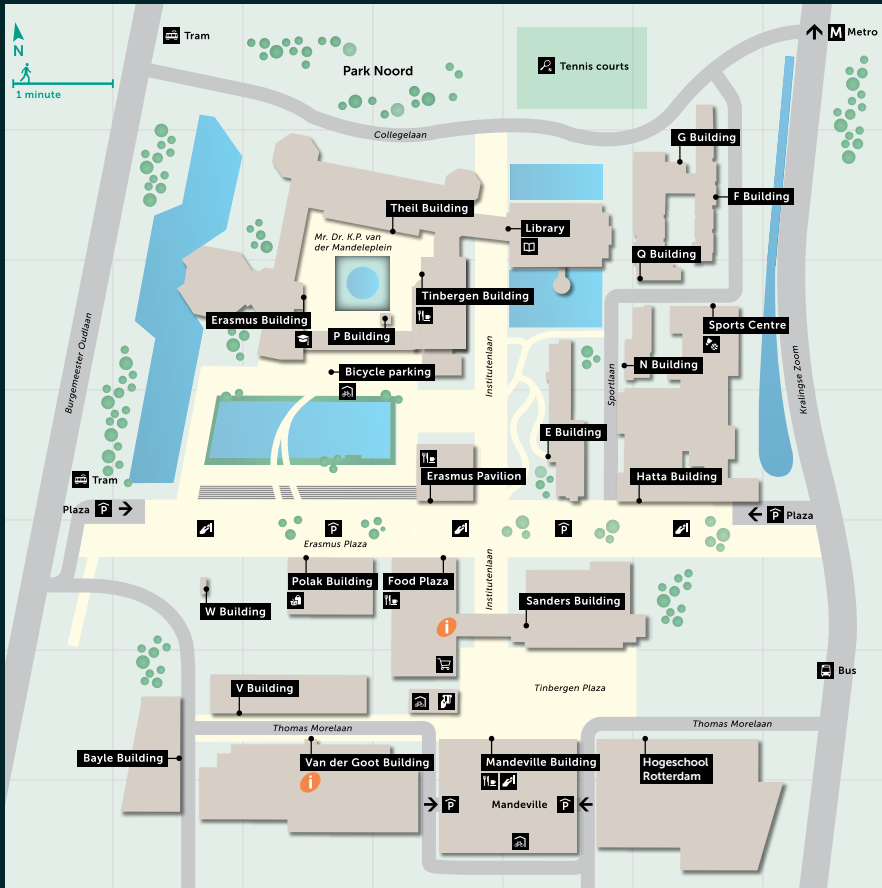 Tram
M Metro
N
1 minute
Park Noord
Tennis courts
Collegelaan
G Building
F Building
Theil Building
Library
Mr. Dr. K.P. van
der Mandeleplein
Q Building
Tinbergen Building
Erasmus Building
P Building
Sports Centre
Bicycle parking
N Building
Burgemeester Oudlaan
Institutenlaan
Sportlaan
Kralingse Zoom
E Building
Erasmus Pavilion
Hatta Building
Tram
Plaza P
P Plaza
P
P
Erasmus Plaza
Polak Building
Food Plaza
Institutenlaan
W Building
Sanders Building
i
Bus
V Building
Tinbergen Plaza
Thomas Morelaan
Thomas Morelaan
Bayle Building
Van der Goot Building
Mandeville Building
Hogeschool
Rotterdam
i
P
Mandeville
P